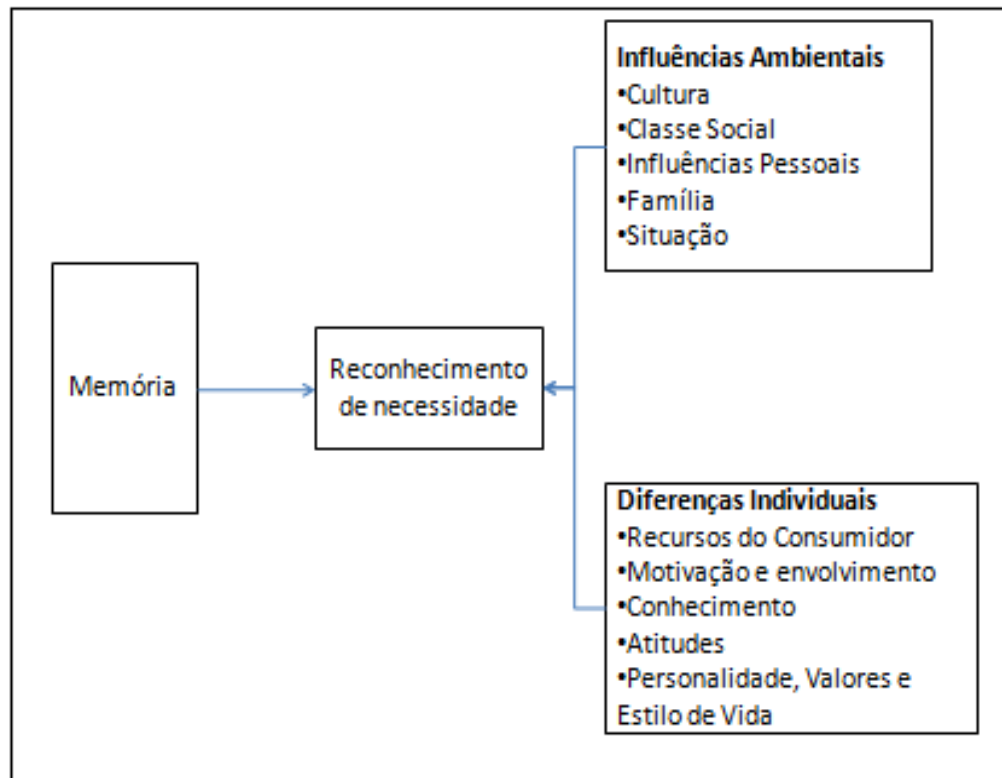 Memória
Reconhecimento
de necessidade
Influências Ambientais
•Cultura
•Classe Social
•Influências Pessoais
•Família
•Situação
Diferenças Individuais
•Recursos do Consumidor
•Motivação e envolvimento
•Conhecimento
•Atitudes
•Personalidade, Valores e
Estilo de Vida